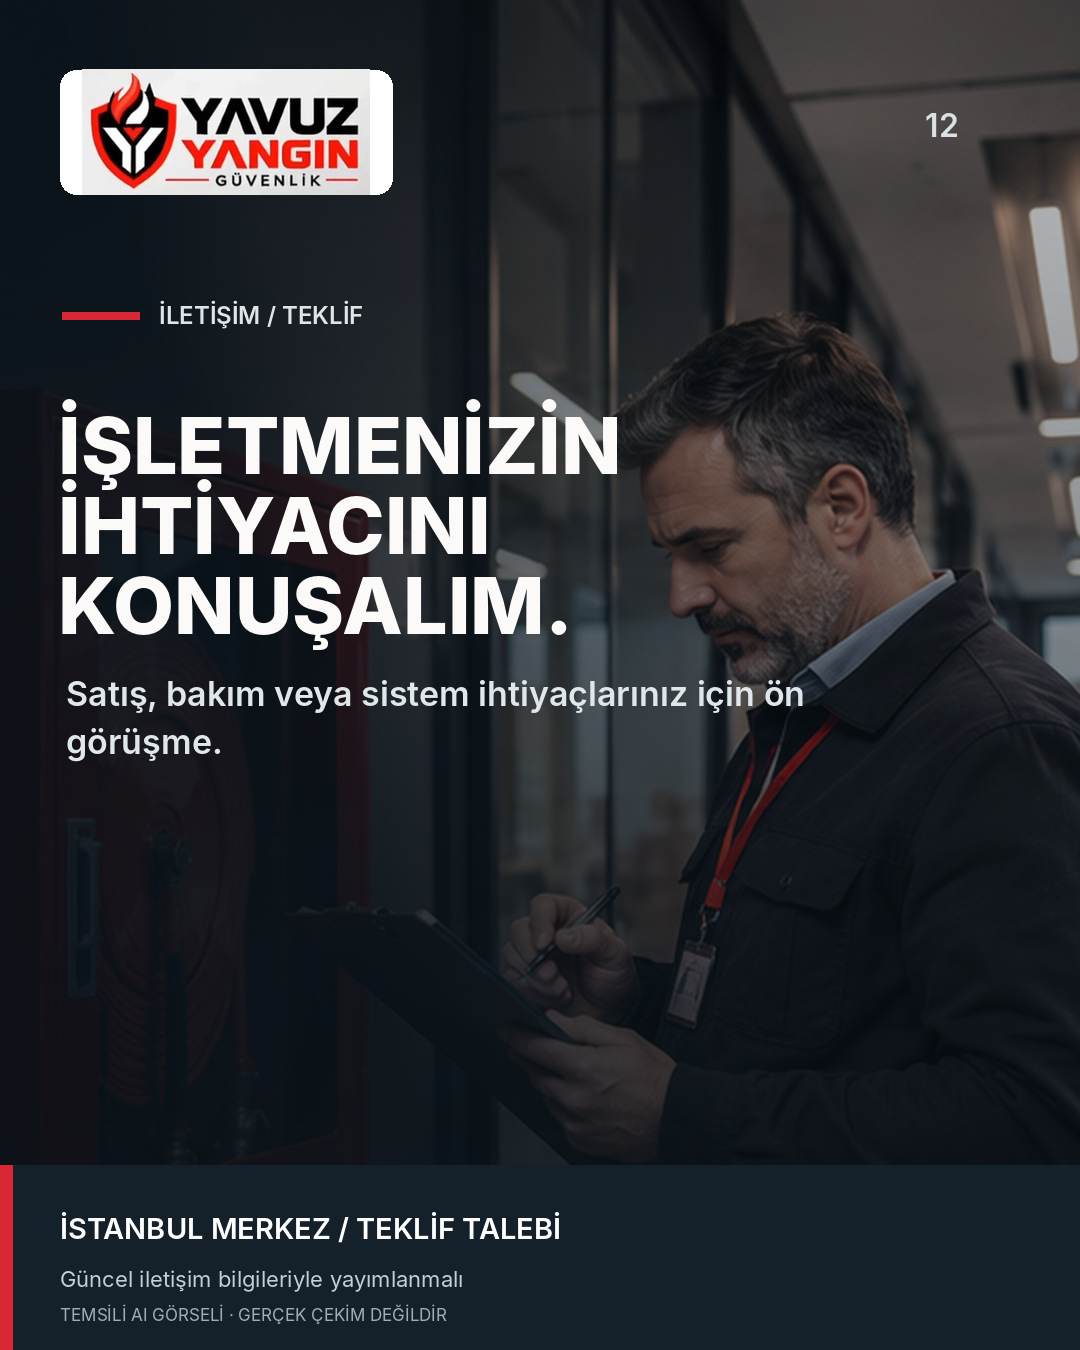 YAVUZ
YANGIN
GÜVENLİK
12
İLETİŞİM / TEKLİF
İŞLETMENİZİN
İHTİYACINI
KONUŞALIM.
Satış, bakım veya sistem ihtiyaçlarınız için ön
görüşme.
İSTANBUL MERKEZ / TEKLİF TALEBİ
Güncel iletişim bilgileriyle yayımlanmalı
TEMSİLİ AI GÖRSELİ · GERÇEK ÇEKİM DEĞİLDİR